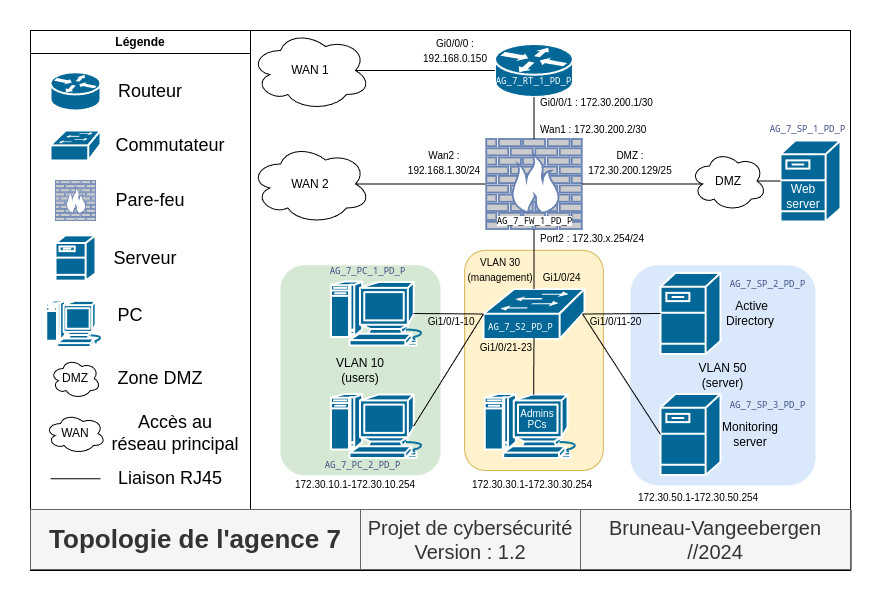 Légende
Routeur
Commutateur
Pare-feu
Serveur
PC
DMZ
Zone DMZ
WAN
Accès au
réseau principal
Liaison RJ45
WAN 1
Gi0/0/0 :
192.168.0.150
AG_7_RT_1_PD_P
Gi0/0/1 : 172.30.200.1/30
Wan1 : 172.30.200.2/30
WAN 2
Wan2 :
192.168.1.30/24
AG_7_FW_1_PD_P
DMZ :
172.30.200.129/25
DMZ
AG_7_SP_1_PD_P
Web
server
Port2 : 172.30.x.254/24
AG_7_PC_1_PD_P
VLAN 10
(users)
AG_7_PC_2_PD_P
172.30.10.1-172.30.10.254
VLAN 30
(management)
Gi1/0/24
Gi1/0/1-10
AG_7_S2_PD_P
Gi1/0/11-20
Gi1/0/21-23
Admins
PCs
172.30.30.1-172.30.30.254
AG_7_SP_2_PD_P
Active
Directory
VLAN 50
(server)
AG_7_SP_3_PD_P
Monitoring
server
172.30.50.1-172.30.50.254
Topologie de l'agence 7
Projet de cybersécurité
Version : 1.2
Bruneau-Vangeebergen
//2024